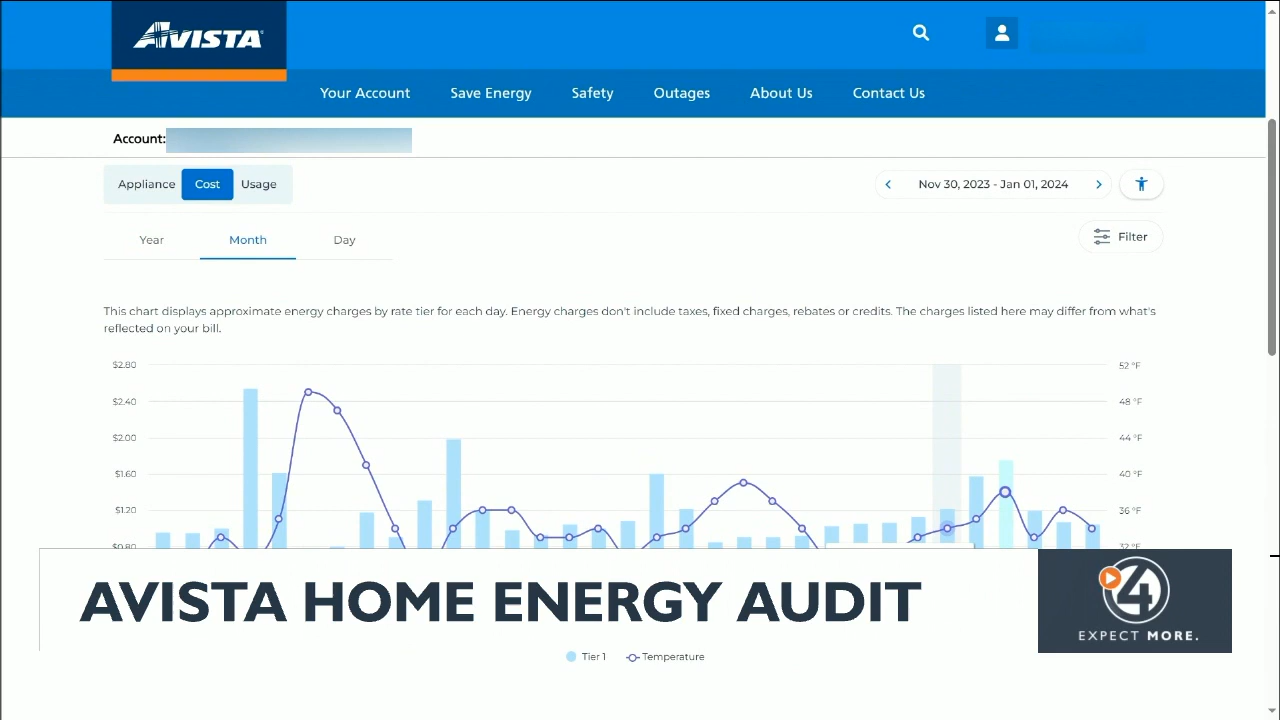 AVISTA
Your Account Save Energy Safety Outages About Us Contact Us
Account:
Appliance Cost Usage
Nov 30, 2023 - Jan 01, 2024
Year Month Day
Filter
This chart displays approximate energy charges by rate tier for each day. Energy charges don't include taxes, fixed charges, rebates or credits. The charges listed here may differ from what's
reflected on your bill.
$2.80 52 °F
$2.40 48 °F
$2.00 44 °F
$1.60 40 °F
$1.20 36 °F
$0.80 32 °F
AVISTA HOME ENERGY AUDIT
4
EXPECT MORE.
Tier 1 Temperature